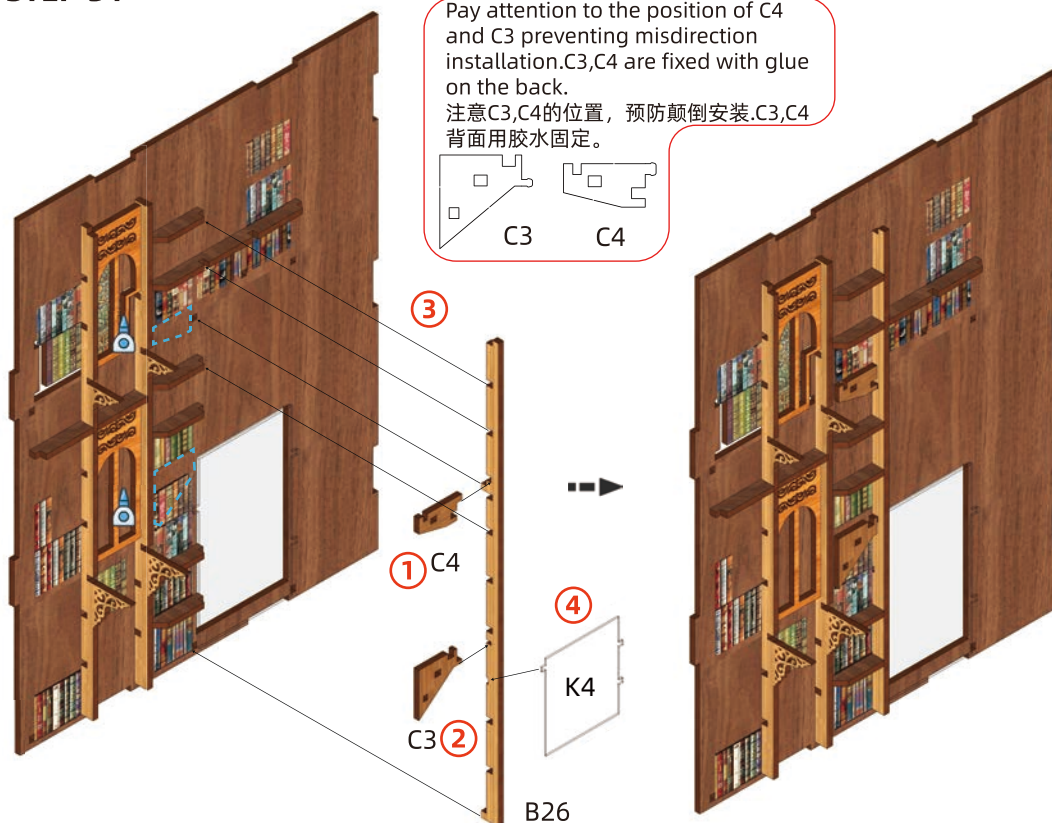 Pay attention to the position of C4
and C3 preventing misdirection
installation.C3,C4 are fixed with glue
on the back.
注意C3,C4的位置，预防颠倒安装.C3,C4
背面用胶水固定。
C3
C4
③
① C4
④
K4
C3 ②
B26